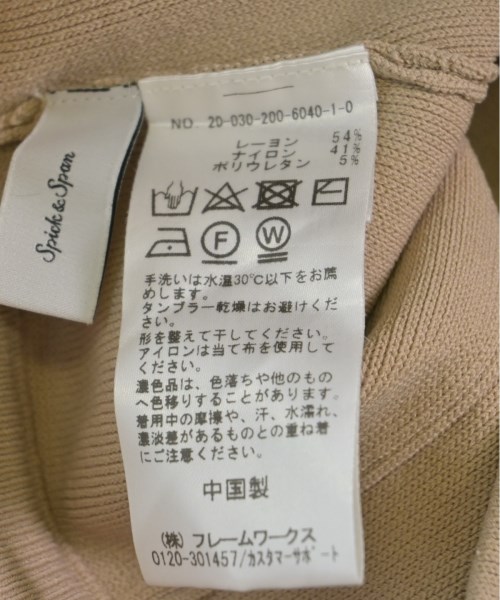 Spick & Span
NO. 20-030-200-6040-1-0
レーヨン 54%
ナイロン 41%
ポリウレタン 5%
F W
手洗いは水温30℃以下をお薦
めします。
タンブラー乾燥はお避けくだ
さい。
形を整えて干してください。
アイロンは当て布を使用して
ください。
濃色品は、色落ちや他のもの
へ色移りすることがあります。
着用中の摩擦や、汗、水濡れ、
濃淡差があるものとの重ね着
にご注意ください。
中国製
(株) フレームワークス
0120-301457/カスタマーサポート